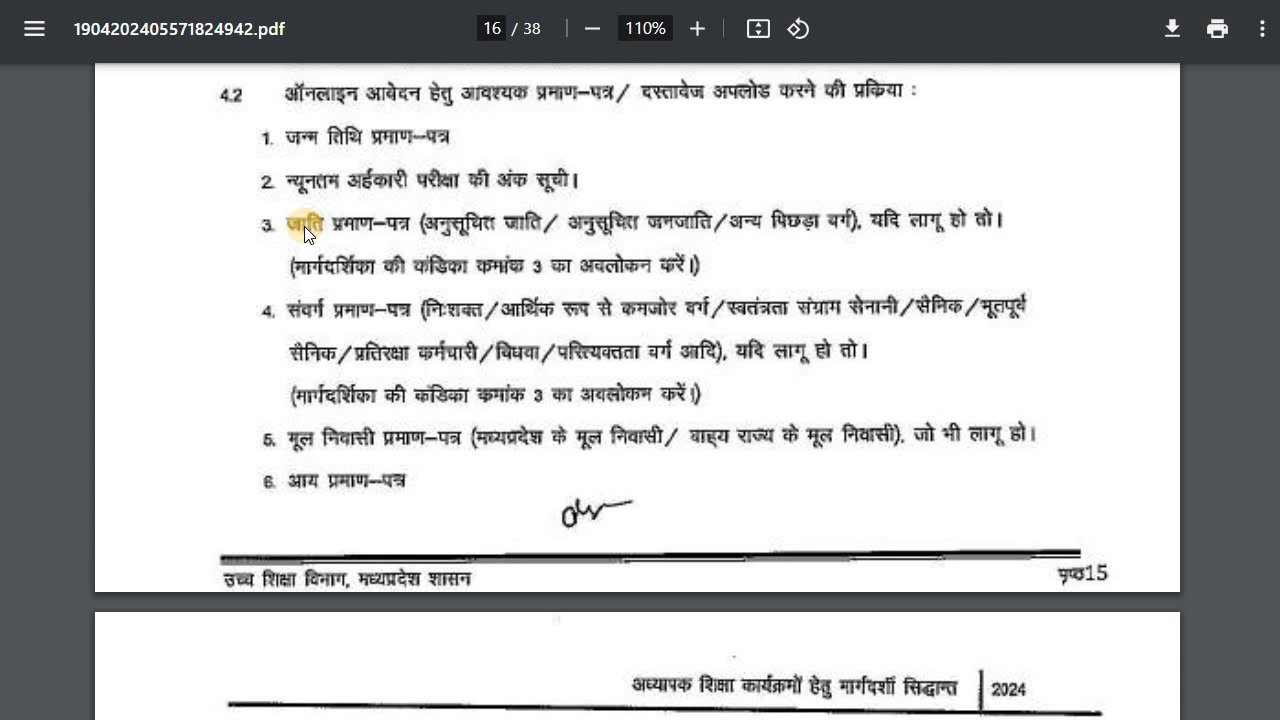 1904202405571824942.pdf
16 / 38
110%
4.2 ऑनलाइन आवेदन हेतु आवश्यक प्रमाण–पत्र/ दस्तावेज अपलोड करने की प्रकिया :
1. जन्म तिथि प्रमाण–पत्र
2. न्यूनतम अर्हकारी परीक्षा की अंक सूची।
3. जाति प्रमाण–पत्र (अनुसूचित जाति/ अनुसूचित जनजाति/अन्य पिछड़ा वर्ग), यदि लागू हो तो।
(मार्गदर्शिका की कंडिका कमांक 3 का अवलोकन करें।)
4. संवर्ग प्रमाण–पत्र (निःशक्त/आर्थिक रूप से कमजोर वर्ग/स्वतंत्रता संग्राम सेनानी/सैनिक/भूतपूर्व
सैनिक/प्रतिरक्षा कर्मचारी/विधवा/परित्यक्तता वर्ग आदि), यदि लागू हो तो।
(मार्गदर्शिका की कंडिका कमांक 3 का अवलोकन करें।)
5. मूल निवासी प्रमाण–पत्र (मध्यप्रदेश के मूल निवासी/ वाह्य राज्य के मूल निवासी), जो भी लागू हो।
6. आय प्रमाण–पत्र
उच्च शिक्षा विभाग, मध्यप्रदेश शासन
पृष्ठ15
अध्यापक शिक्षा कार्यक्रमों हेतु मार्गदर्शी सिद्धान्त 2024